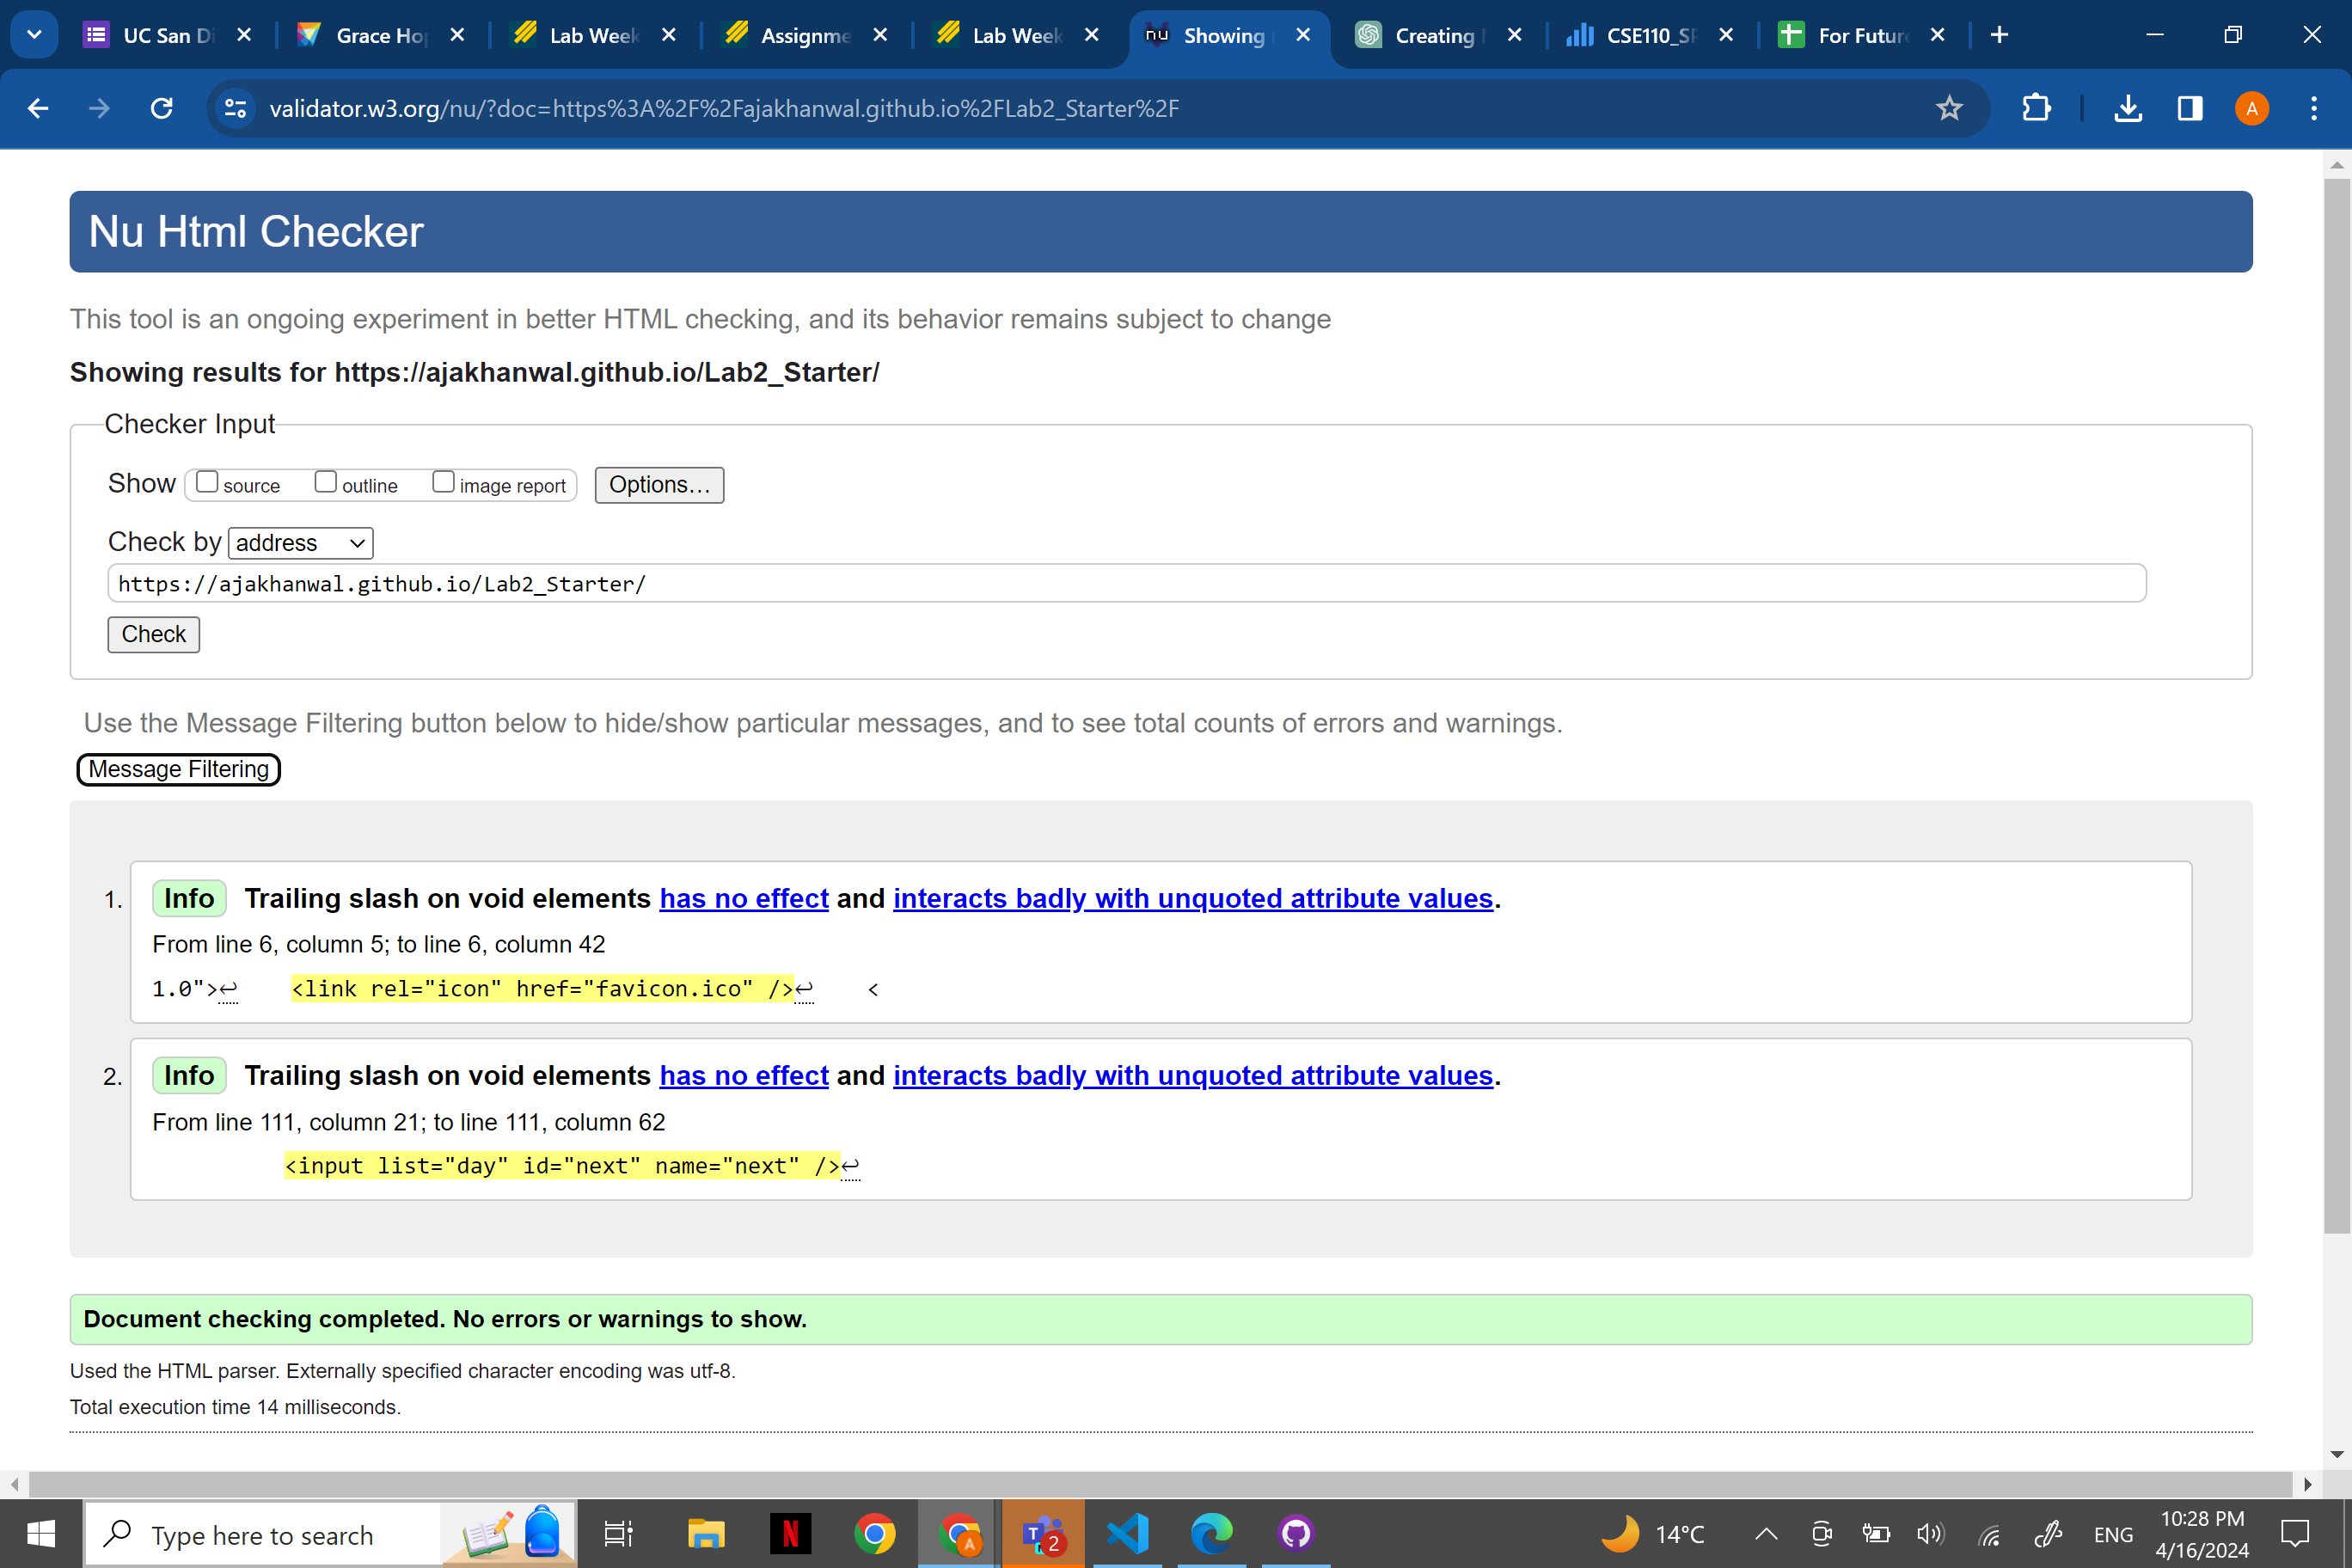 UC San Di
Grace Hop
Lab Week
Assignme
Lab Week
nu Showing
Creating
CSE110_SP
For Future
validator.w3.org/nu/?doc=https%3A%2F%2Fajakhanwal.github.io%2FLab2_Starter%2F
A
Nu Html Checker
This tool is an ongoing experiment in better HTML checking, and its behavior remains subject to change
Showing results for https://ajakhanwal.github.io/Lab2_Starter/
Checker Input
Show source outline image report Options...
Check by address
https://ajakhanwal.github.io/Lab2_Starter/
Check
Use the Message Filtering button below to hide/show particular messages, and to see total counts of errors and warnings.
Message Filtering
1. Info Trailing slash on void elements has no effect and interacts badly with unquoted attribute values.
From line 6, column 5; to line 6, column 42
1.0">↩ <link rel="icon" href="favicon.ico" />↩ <
2. Info Trailing slash on void elements has no effect and interacts badly with unquoted attribute values.
From line 111, column 21; to line 111, column 62
<input list="day" id="next" name="next" />↩
Document checking completed. No errors or warnings to show.
Used the HTML parser. Externally specified character encoding was utf-8.
Total execution time 14 milliseconds.
Type here to search
N
A
T 2
14°C
ENG
10:28 PM
4/16/2024